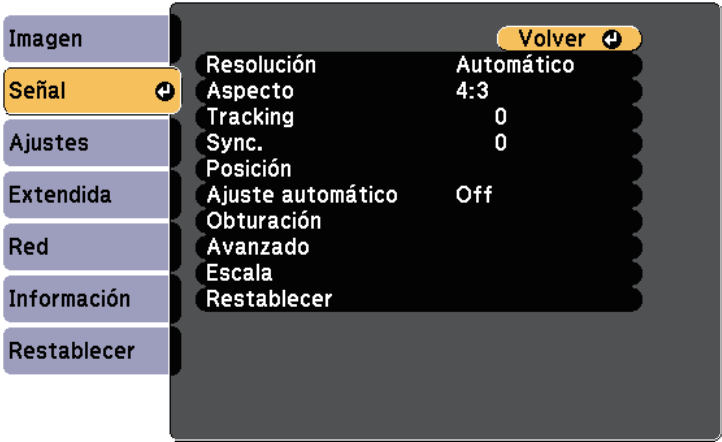 Imagen
Señal
Ajustes
Extendida
Red
Información
Restablecer
Volver
Resolución Automático
Aspecto 4:3
Tracking 0
Sync. 0
Posición
Ajuste automático Off
Obturación
Avanzado
Escala
Restablecer